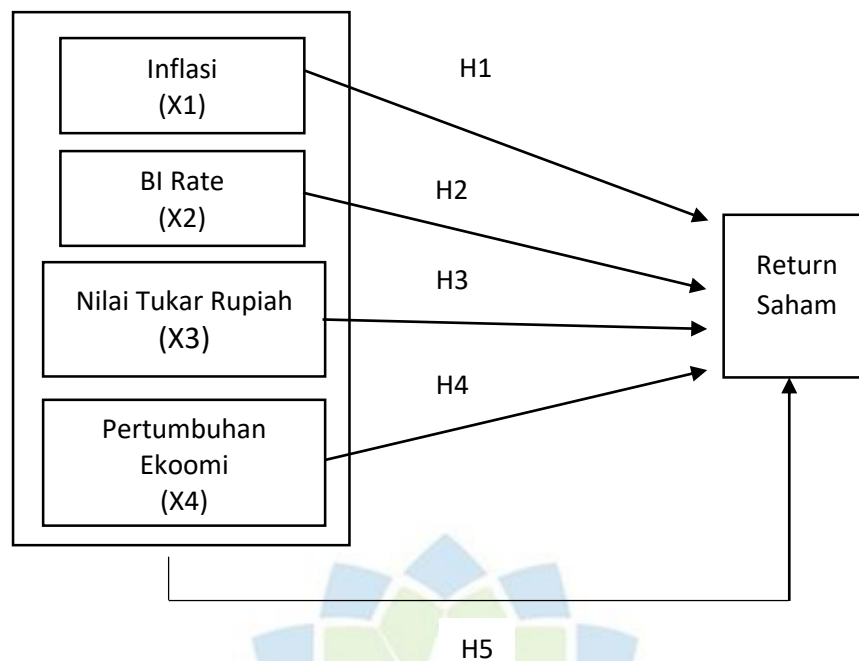 Inflasi
(X1)
H1
BI Rate
(X2)
H2
Nilai Tukar Rupiah
(X3)
H3
Pertumbuhan
Ekoomi
(X4)
H4
Return
Saham
H5